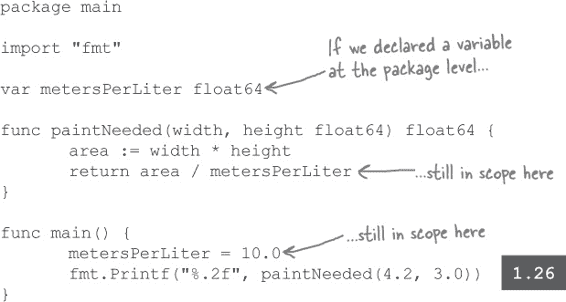 package main
import "fmt"
If we declared a variable
at the package level...
var metersPerLiter float64
func paintNeeded(width, height float64) float64 {
area := width * height
return area / metersPerLiter
...still in scope here
}
func main() {
metersPerLiter = 10.0
...still in scope here
fmt.Printf("%.2f", paintNeeded(4.2, 3.0))
1.26
}